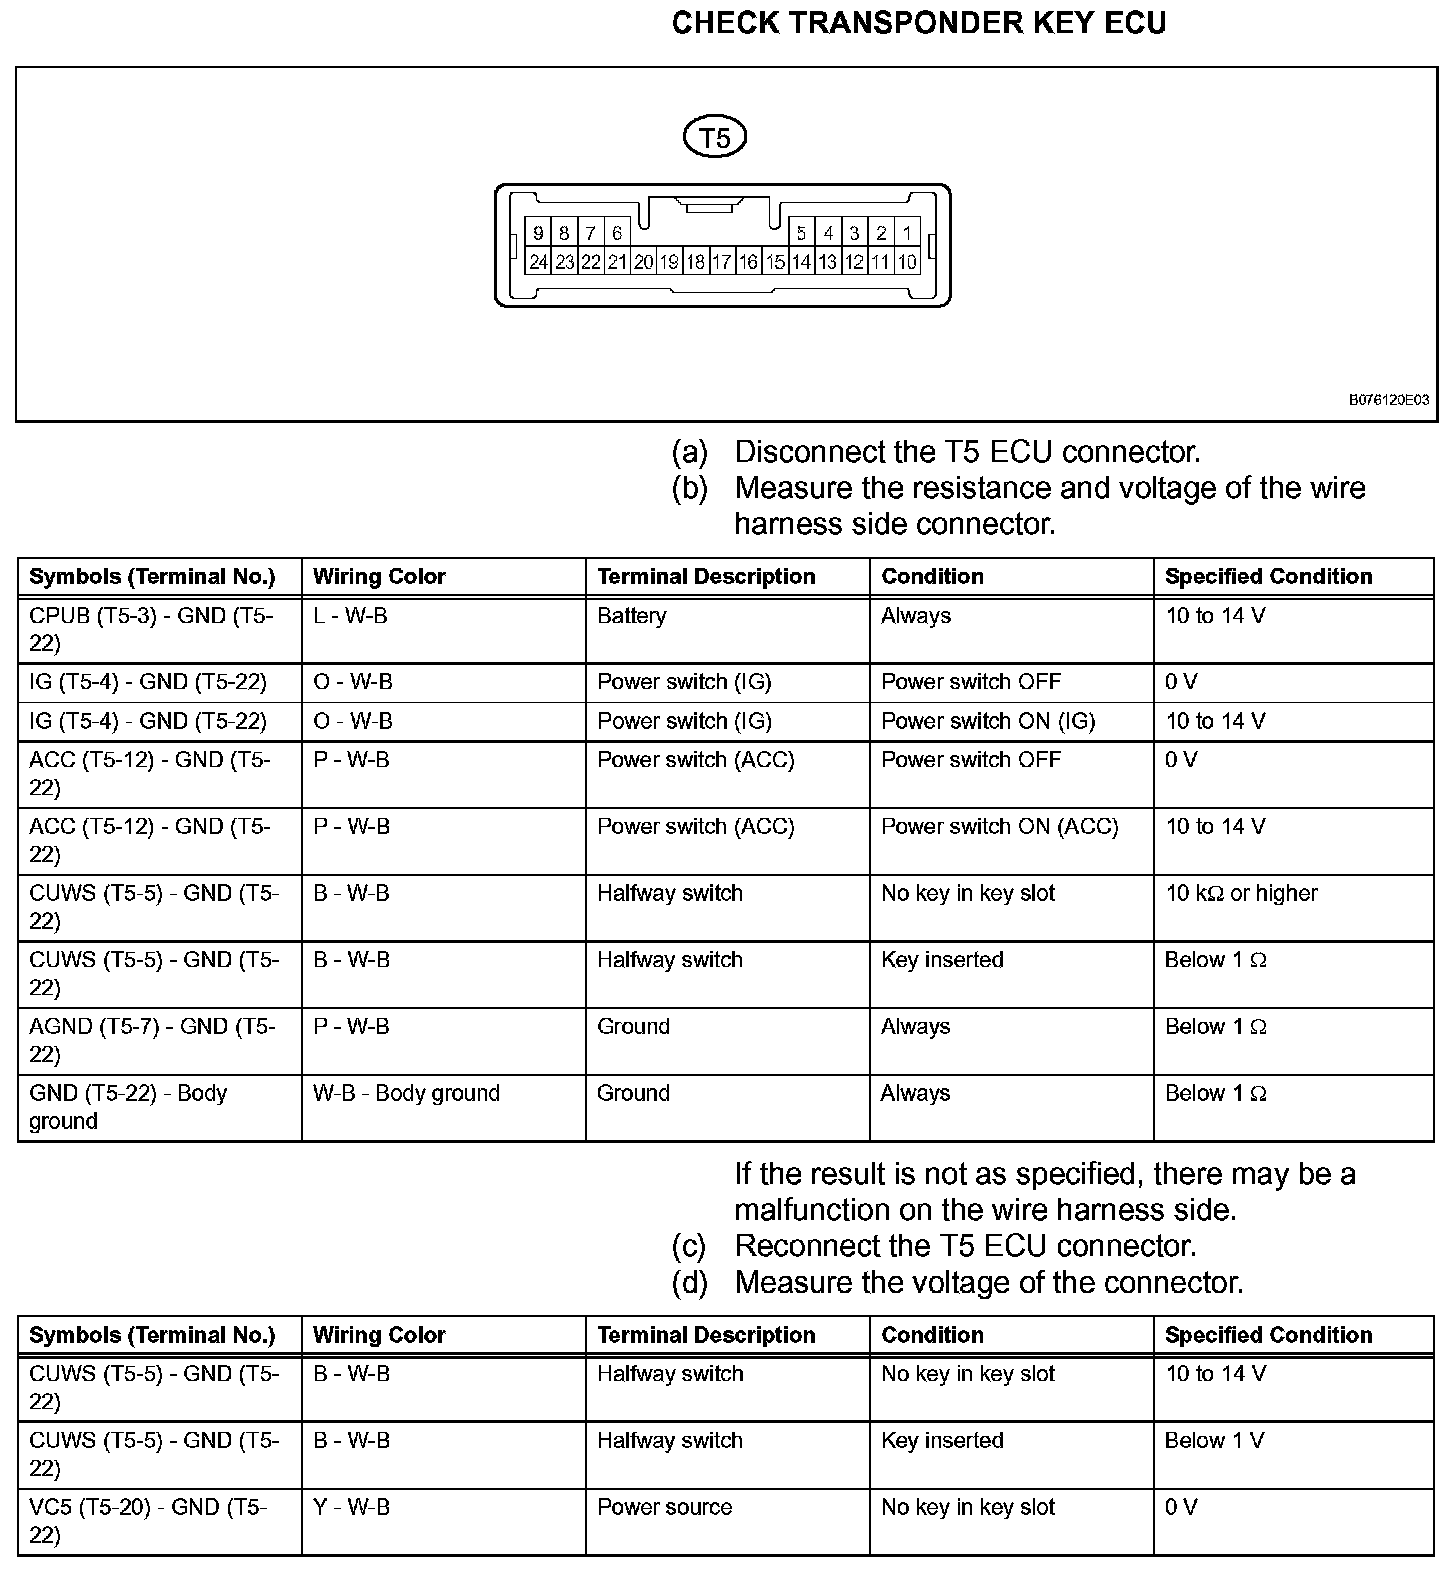 CHECK TRANSPONDER KEY ECU
T5
9 8 7 6 5 4 3 2 1
24 23 22 21 20 19 18 17 16 15 14 13 12 11 10
B076120E03
(a) Disconnect the T5 ECU connector.
(b) Measure the resistance and voltage of the wire
harness side connector.
Symbols (Terminal No.) Wiring Color Terminal Description Condition Specified Condition
CPUB (T5-3) - GND (T5- L - W-B Battery Always 10 to 14 V
22)
IG (T5-4) - GND (T5-22) O - W-B Power switch (IG) Power switch OFF 0 V
IG (T5-4) - GND (T5-22) O - W-B Power switch (IG) Power switch ON (IG) 10 to 14 V
ACC (T5-12) - GND (T5- P - W-B Power switch (ACC) Power switch OFF 0 V
22)
ACC (T5-12) - GND (T5- P - W-B Power switch (ACC) Power switch ON (ACC) 10 to 14 V
22)
CUWS (T5-5) - GND (T5- B - W-B Halfway switch No key in key slot 10 kΩ or higher
22)
CUWS (T5-5) - GND (T5- B - W-B Halfway switch Key inserted Below 1 Ω
22)
AGND (T5-7) - GND (T5- P - W-B Ground Always Below 1 Ω
22)
GND (T5-22) - Body W-B - Body ground Ground Always Below 1 Ω
ground
If the result is not as specified, there may be a
malfunction on the wire harness side.
(c) Reconnect the T5 ECU connector.
(d) Measure the voltage of the connector.
Symbols (Terminal No.) Wiring Color Terminal Description Condition Specified Condition
CUWS (T5-5) - GND (T5- B - W-B Halfway switch No key in key slot 10 to 14 V
22)
CUWS (T5-5) - GND (T5- B - W-B Halfway switch Key inserted Below 1 V
22)
VC5 (T5-20) - GND (T5- Y - W-B Power source No key in key slot 0 V
22)